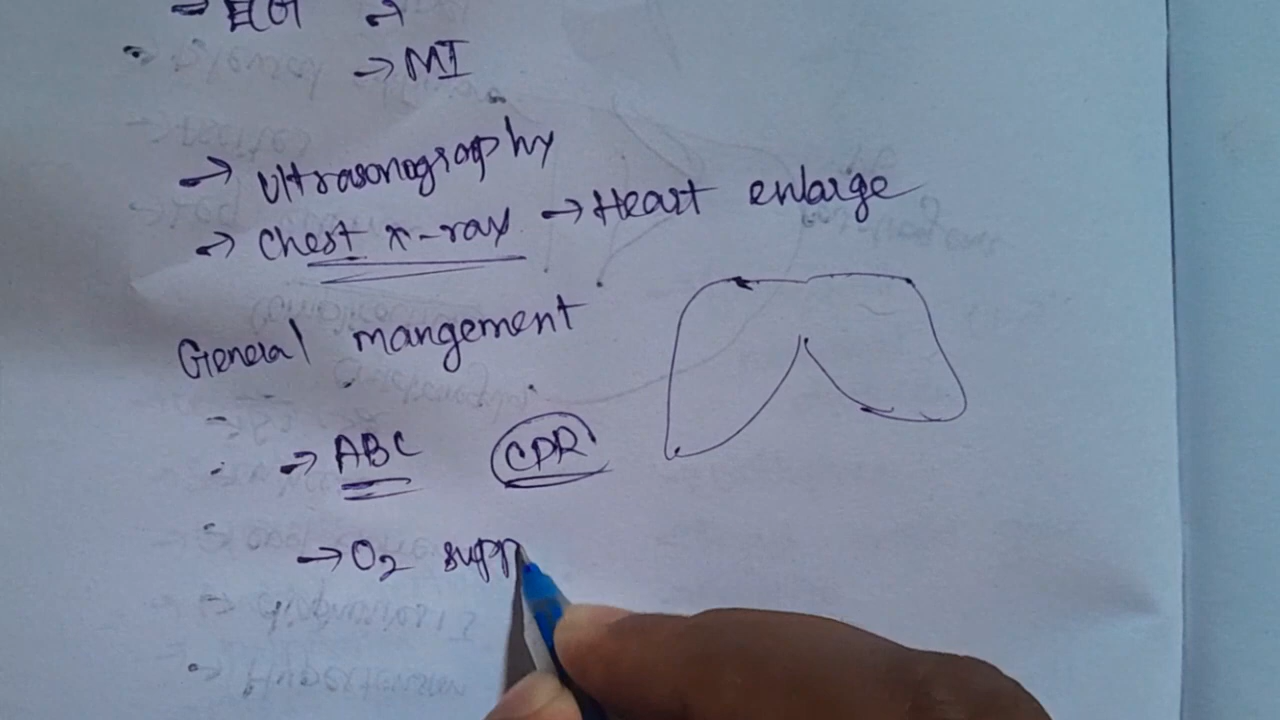 → ECG →
→ MI
→ Ultrasonography
→ Chest x-ray → Heart enlarge
General mangement
→ ABC CPR
→ O2 supp